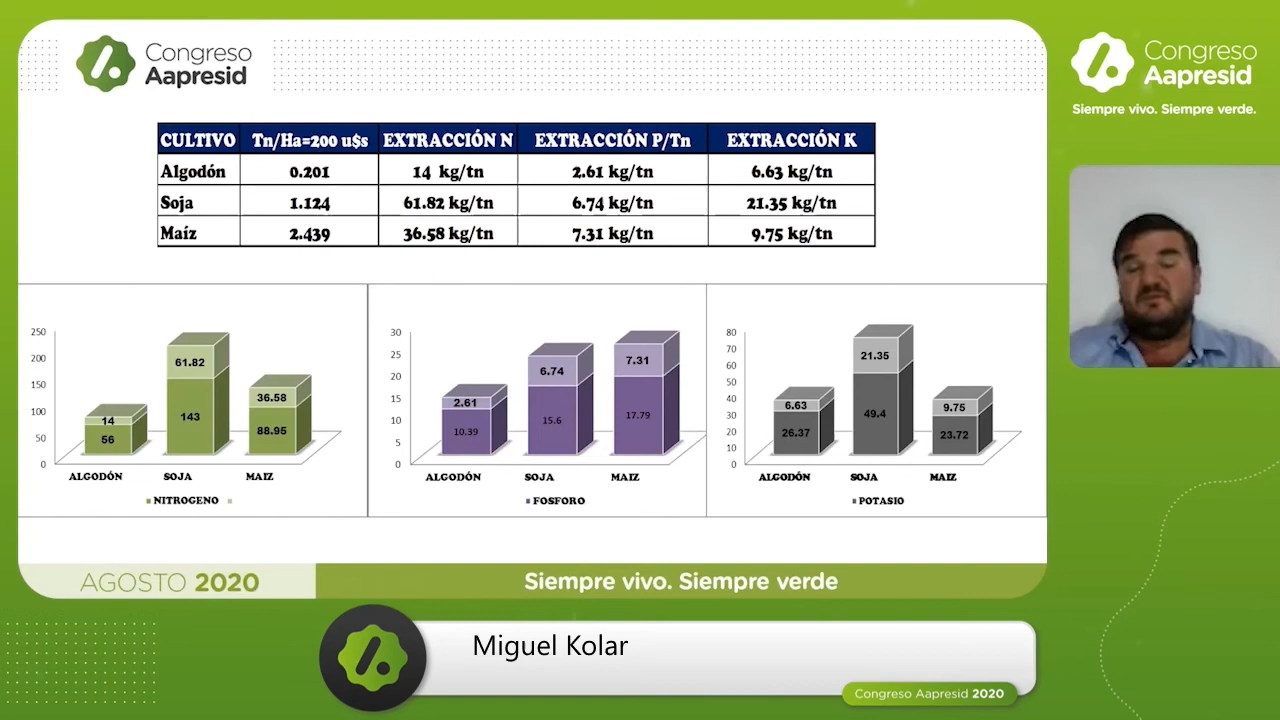 Congreso
Aapresid
Congreso
Aapresid
Siempre vivo. Siempre verde.
CULTIVO Tn/Ha=200 u$s EXTRACCIÓN N EXTRACCIÓN P/Tn EXTRACCIÓN K
Algodón 0.201 14 kg/tn 2.61 kg/tn 6.63 kg/tn
Soja 1.124 61.82 kg/tn 6.74 kg/tn 21.35 kg/tn
Maíz 2.439 36.58 kg/tn 7.31 kg/tn 9.75 kg/tn
250
200
150
100
50
0
14
56
61.82
143
36.58
88.95
ALGODÓN SOJA MAIZ
NITROGENO
30
25
20
15
10
5
0
2.61
10.39
6.74
15.6
7.31
17.79
ALGODÓN SOJA MAIZ
FOSFORO
80
70
60
50
40
30
20
10
0
6.63
26.37
21.35
49.4
9.75
23.72
ALGODÓN SOJA MAIZ
POTASIO
AGOSTO 2020
Siempre vivo. Siempre verde
Miguel Kolar
Congreso Aapresid 2020